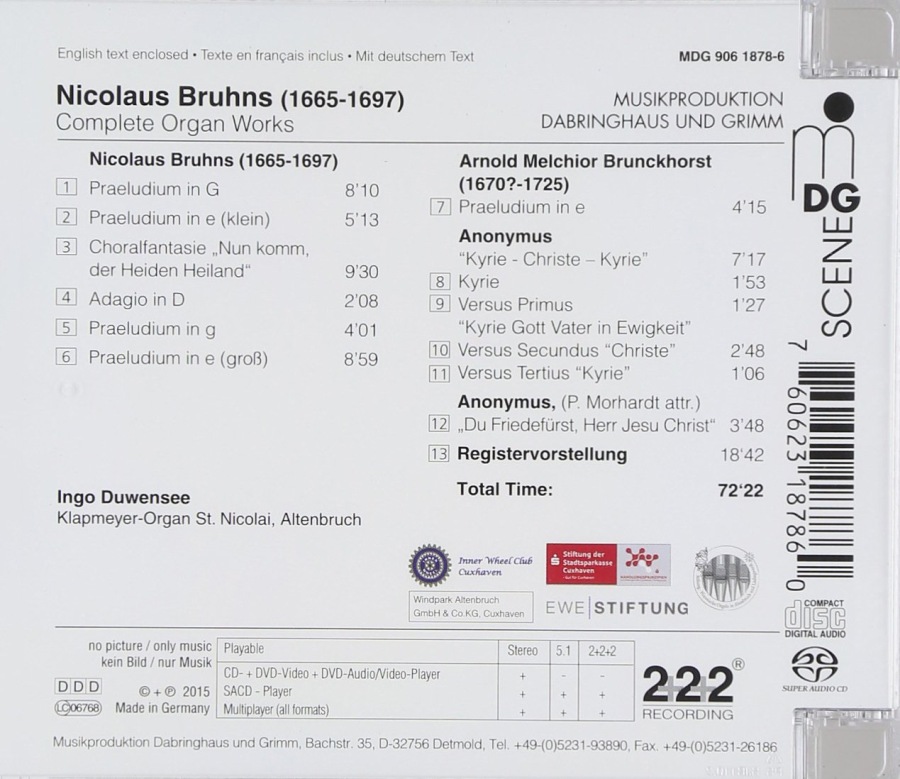 English text enclosed • Texte en français inclus • Mit deutschem Text
MDG 906 1878-6
Nicolaus Bruhns (1665-1697)
Complete Organ Works
MUSIKPRODUKTION
DABRINGHAUS UND GRIMM
Nicolaus Bruhns (1665-1697)
1 Praeludium in G 8'10
2 Praeludium in e (klein) 5'13
3 Choralfantasie „Nun komm,
der Heiden Heiland“ 9'30
4 Adagio in D 2'08
5 Praeludium in g 4'01
6 Praeludium in e (groß) 8'59
Arnold Melchior Brunckhorst
(1670?-1725)
7 Praeludium in e 4'15
Anonymus
“Kyrie - Christe – Kyrie” 7'17
8 Kyrie 1'53
9 Versus Primus 1'27
“Kyrie Gott Vater in Ewigkeit”
10 Versus Secundus “Christe” 2'48
11 Versus Tertius “Kyrie” 1'06
Anonymus, (P. Morhardt attr.)
12 „Du Friedefürst, Herr Jesu Christ“ 3'48
13 Registervorstellung 18'42
Total Time: 72'22
Ingo Duwensee
Klapmeyer-Organ St. Nicolai, Altenbruch
DG
SCENE
7 60623 18786 0
Inner Wheel Club
Cuxhaven
Stiftung der
Stadtsparkasse
Cuxhaven
Windpark Altenbruch
GmbH & Co.KG, Cuxhaven
EWE|STIFTUNG
COMPACT
disc
DIGITAL AUDIO
SUPER AUDIO CD
no picture / only music
kein Bild / nur Musik
DDD
LC06768
© + ℗ 2015
Made in Germany
Playable Stereo 5.1 2+2+2
CD- + DVD-Video + DVD-Audio/Video-Player + - -
SACD - Player + + +
Multiplayer (all formats) + + +
2+2+2®
RECORDING
Musikproduktion Dabringhaus und Grimm, Bachstr. 35, D-32756 Detmold, Tel. +49-(0)5231-93890, Fax. +49-(0)5231-26186